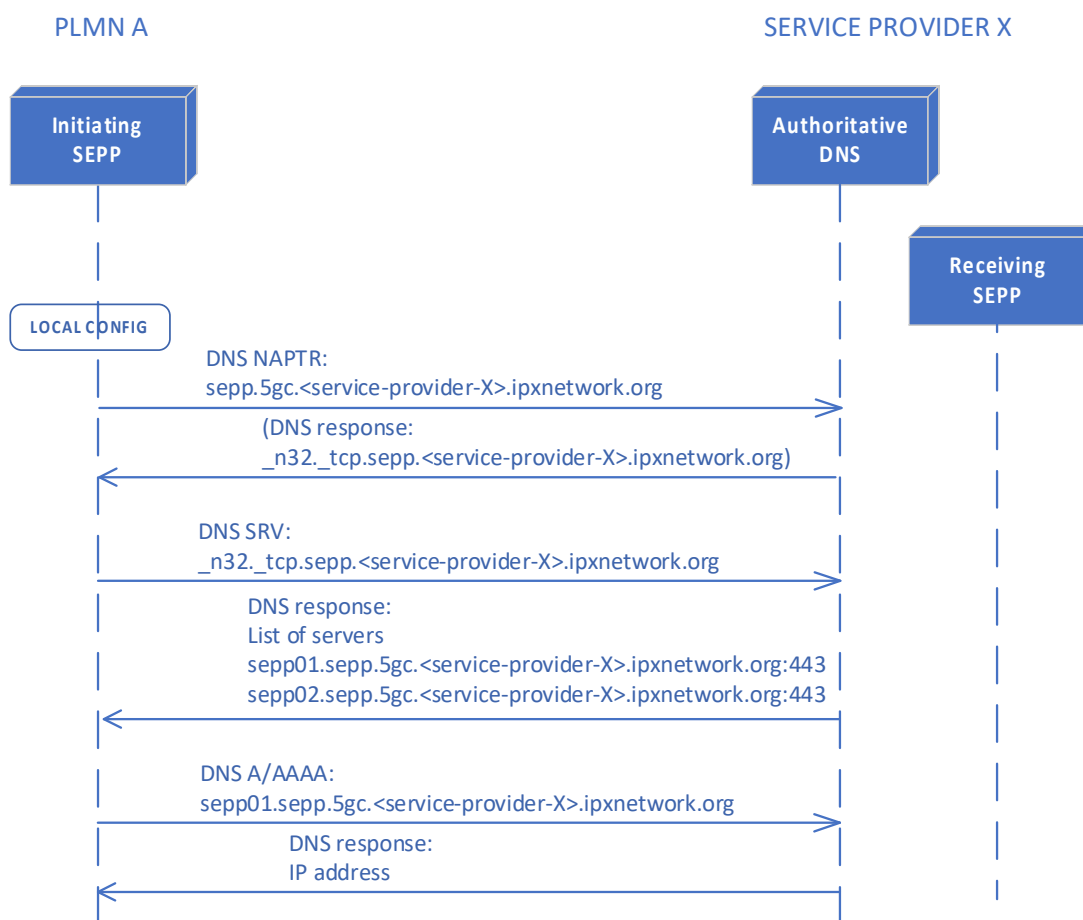 PLMN A
SERVICE PROVIDER X
Initiating
SEPP
Authoritative
DNS
Receiving
SEPP
LOCAL CONFIG
DNS NAPTR:
sepp.5gc.<service-provider-X>.ipxnetwork.org
(DNS response:
_n32._tcp.sepp.<service-provider-X>.ipxnetwork.org)
DNS SRV:
_n32._tcp.sepp.<service-provider-X>.ipxnetwork.org
DNS response:
List of servers
sepp01.sepp.5gc.<service-provider-X>.ipxnetwork.org:443
sepp02.sepp.5gc.<service-provider-X>.ipxnetwork.org:443
DNS A/AAAA:
sepp01.sepp.5gc.<service-provider-X>.ipxnetwork.org
DNS response:
IP address